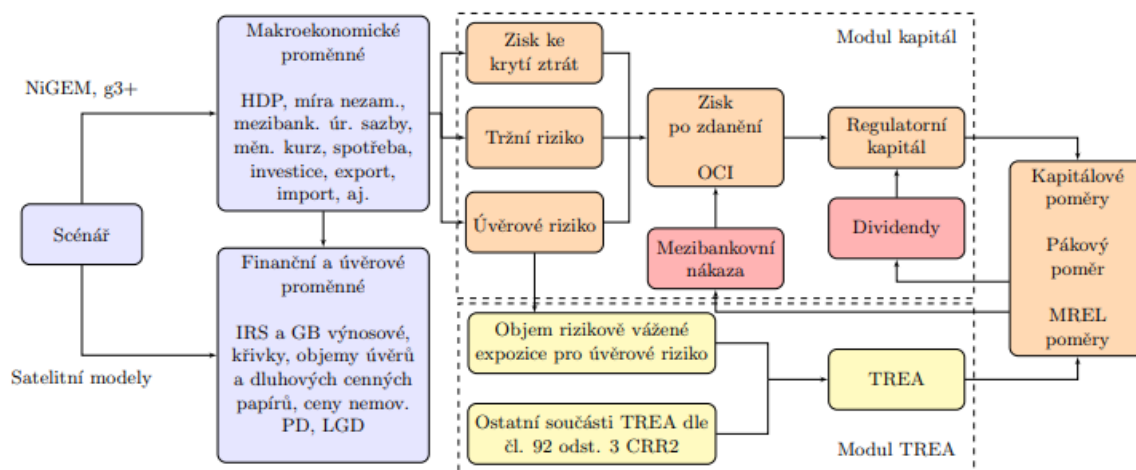 NiGEM, g3+
Scénář
Satelitní modely
Makroekonomické
proměnné
HDP, míra nezam.,
mezibank. úr. sazby,
měn. kurz, spotřeba,
investice, export,
import, aj.
Finanční a úvěrové
proměnné
IRS a GB výnosové,
křivky, objemy úvěrů
a dluhových cenných
papírů, ceny nemov.
PD, LGD
Modul kapitál
Zisk ke
krytí ztrát
Tržní riziko
Úvěrové riziko
Zisk
po zdanění
OCI
Mezibankovní
nákaza
Regulatorní
kapitál
Dividendy
Kapitálové
poměry
Pákový
poměr
MREL
poměry
Objem rizikově vážené
expozice pro úvěrové riziko
Ostatní součásti TREA dle
čl. 92 odst. 3 CRR2
TREA
Modul TREA